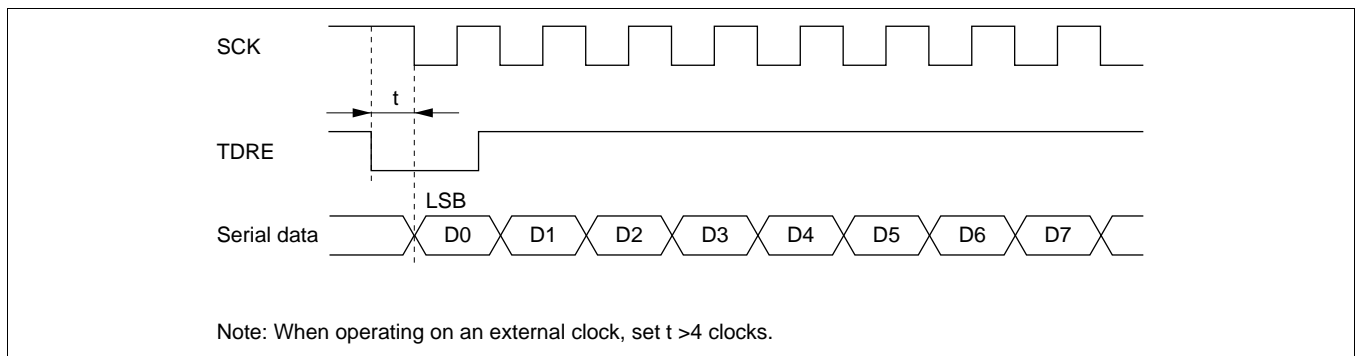 SCK
t
TDRE
LSB
Serial data D0 D1 D2 D3 D4 D5 D6 D7
Note: When operating on an external clock, set t >4 clocks.